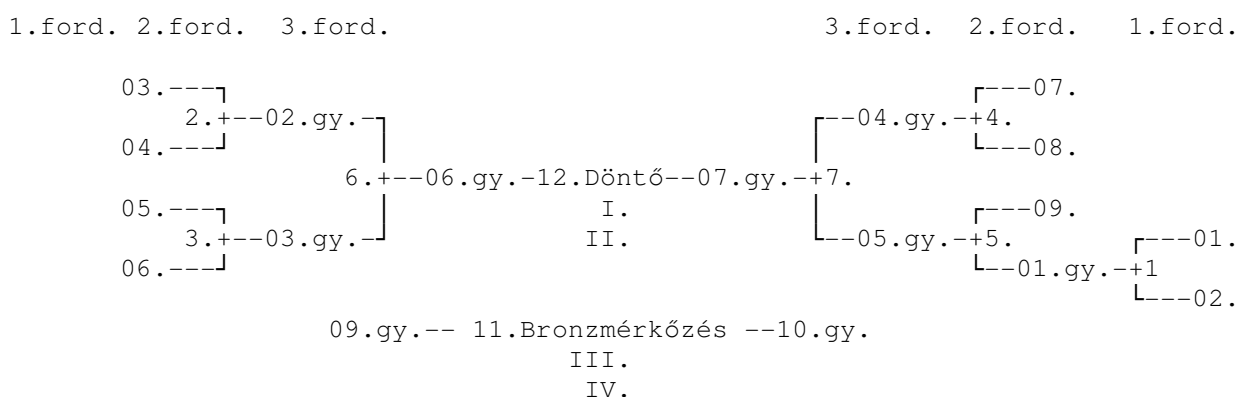 1.ford. 2.ford. 3.ford. 3.ford. 2.ford. 1.ford.
03.---┐ ┌---07.
2.+--02.gy.-┐ ┌--04.gy.-+4.
04.---┘ └---08.
6.+--06.gy.-12.Döntő--07.gy.-+7.
05.---┐ I. ┌---09.
3.+--03.gy.-┘ II. └--05.gy.-+5. ┌---01.
06.---┘ └--01.gy.-+1
└---02.
09.gy.-- 11.Bronzmérkőzés --10.gy.
III.
IV.